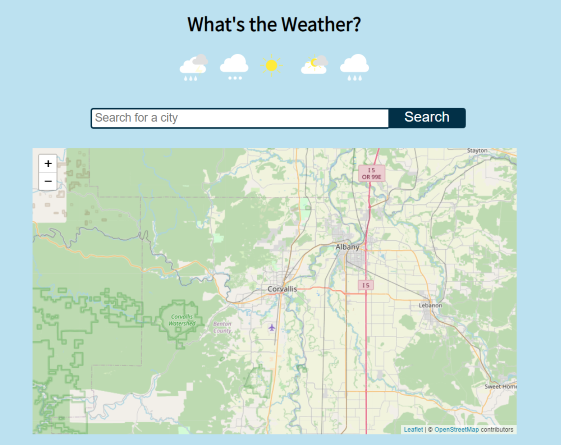 What's the Weather?
Search for a city
Search
+
−
Stayton
I 5
OR 99E
Albany
Corvallis
I 5
Lebanon
Corvallis
Watershed
Benton
County
Sweet Home
Leaflet | © OpenStreetMap contributors